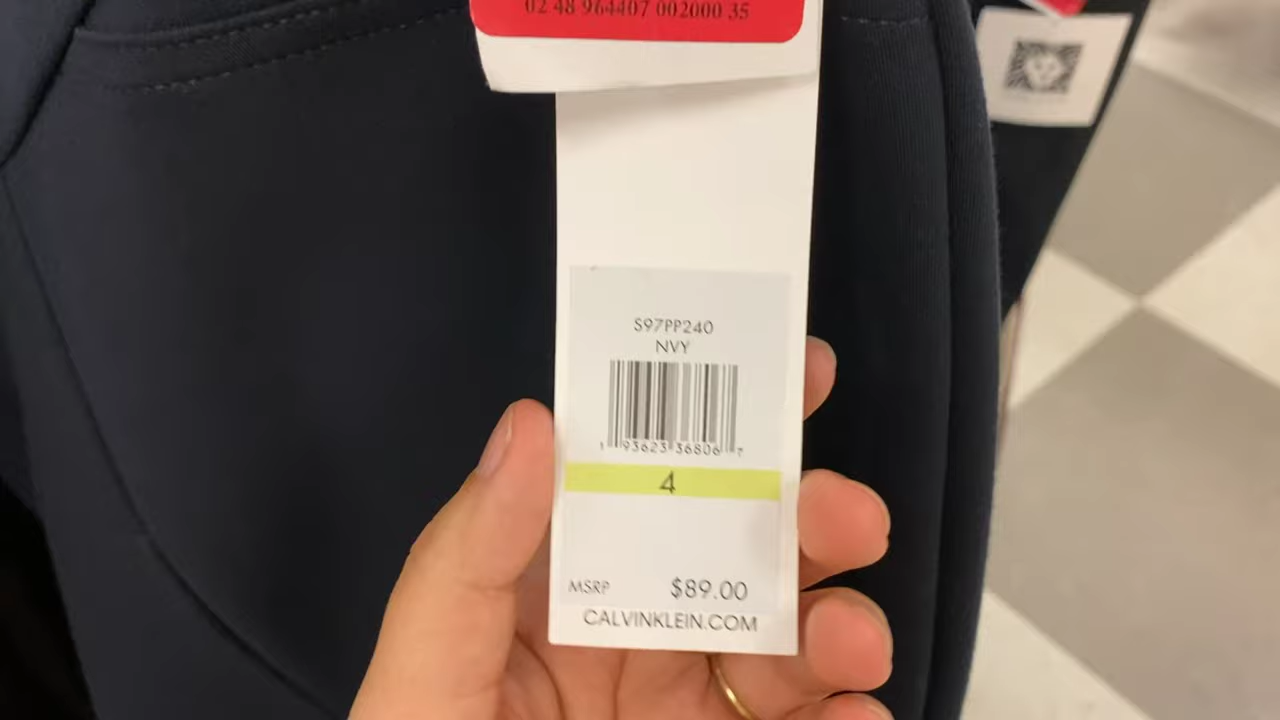 02 48 964407 002000 35
S97PP240
NVY
1 93623 36806 7
4
MSRP $89.00
CALVINKLEIN.COM